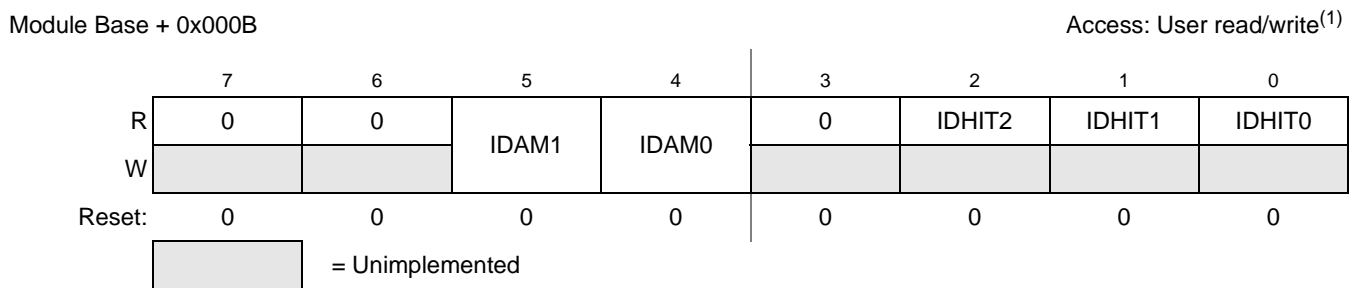 Module Base + 0x000B Access: User read/write(1)
7 6 5 4 3 2 1 0
R 0 0 IDAM1 IDAM0 0 IDHIT2 IDHIT1 IDHIT0
W
Reset: 0 0 0 0 0 0 0 0
= Unimplemented